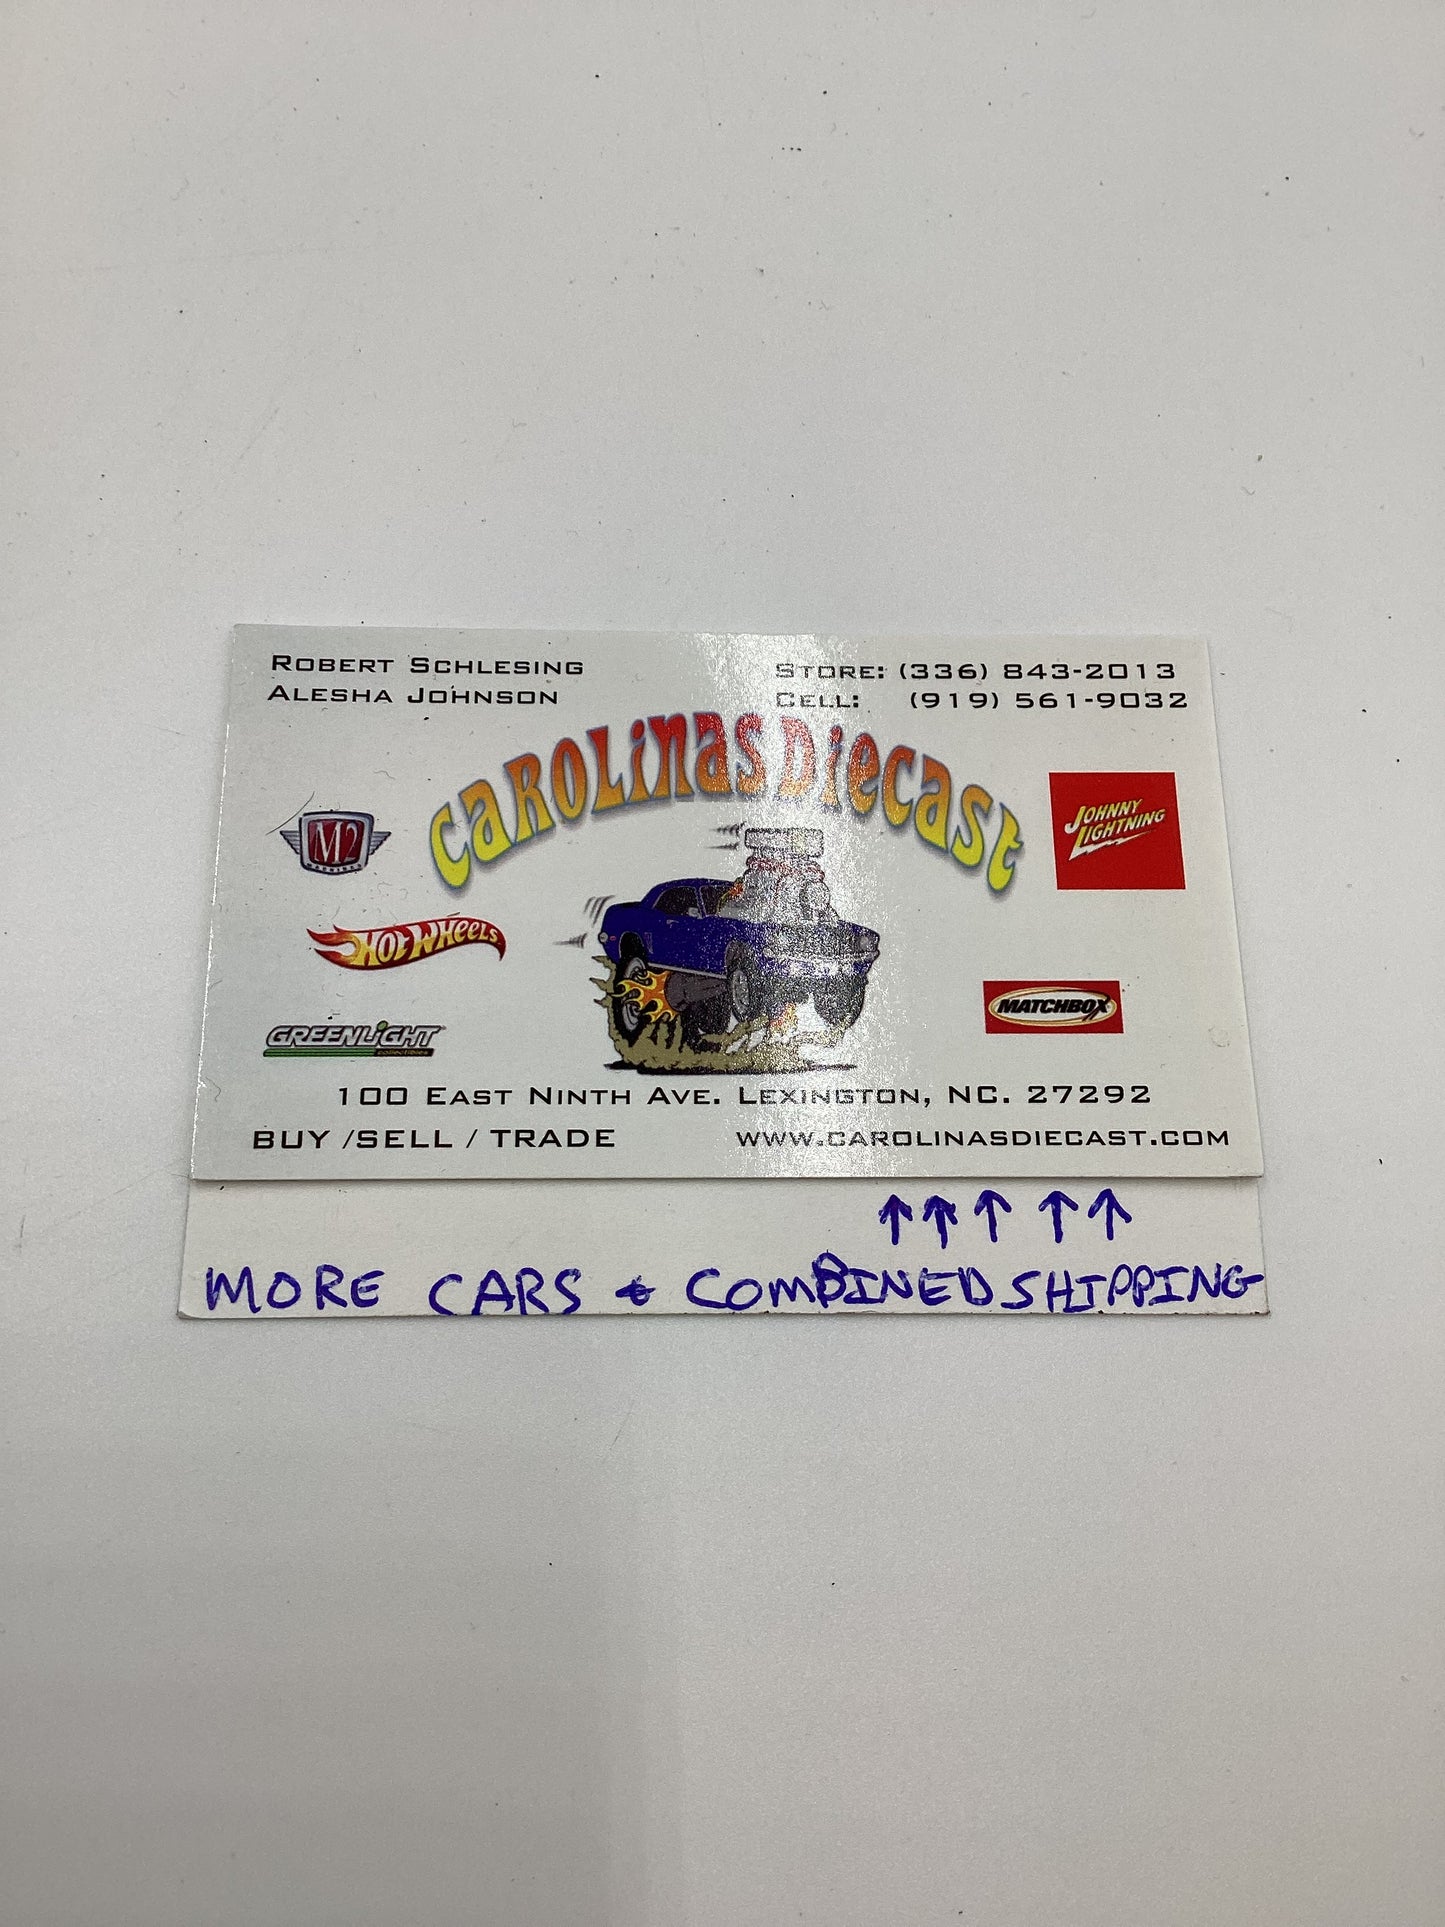 ROBERT SCHLESING
ALESHA JOHNSON
STORE: (336) 843-2013
CELL: (919) 561-9032
CAROLINAS DIECAST
M2
MACHINES
JOHNNY
LIGHTNING
HOT WHEELS
MATCHBOX
GREENLIGHT
collectibles
100 EAST NINTH AVE. LEXINGTON, NC. 27292
BUY /SELL / TRADE
WWW.CAROLINASDIECAST.COM
↑↑↑ ↑↑
MORE CARS & COMBINED SHIPPING